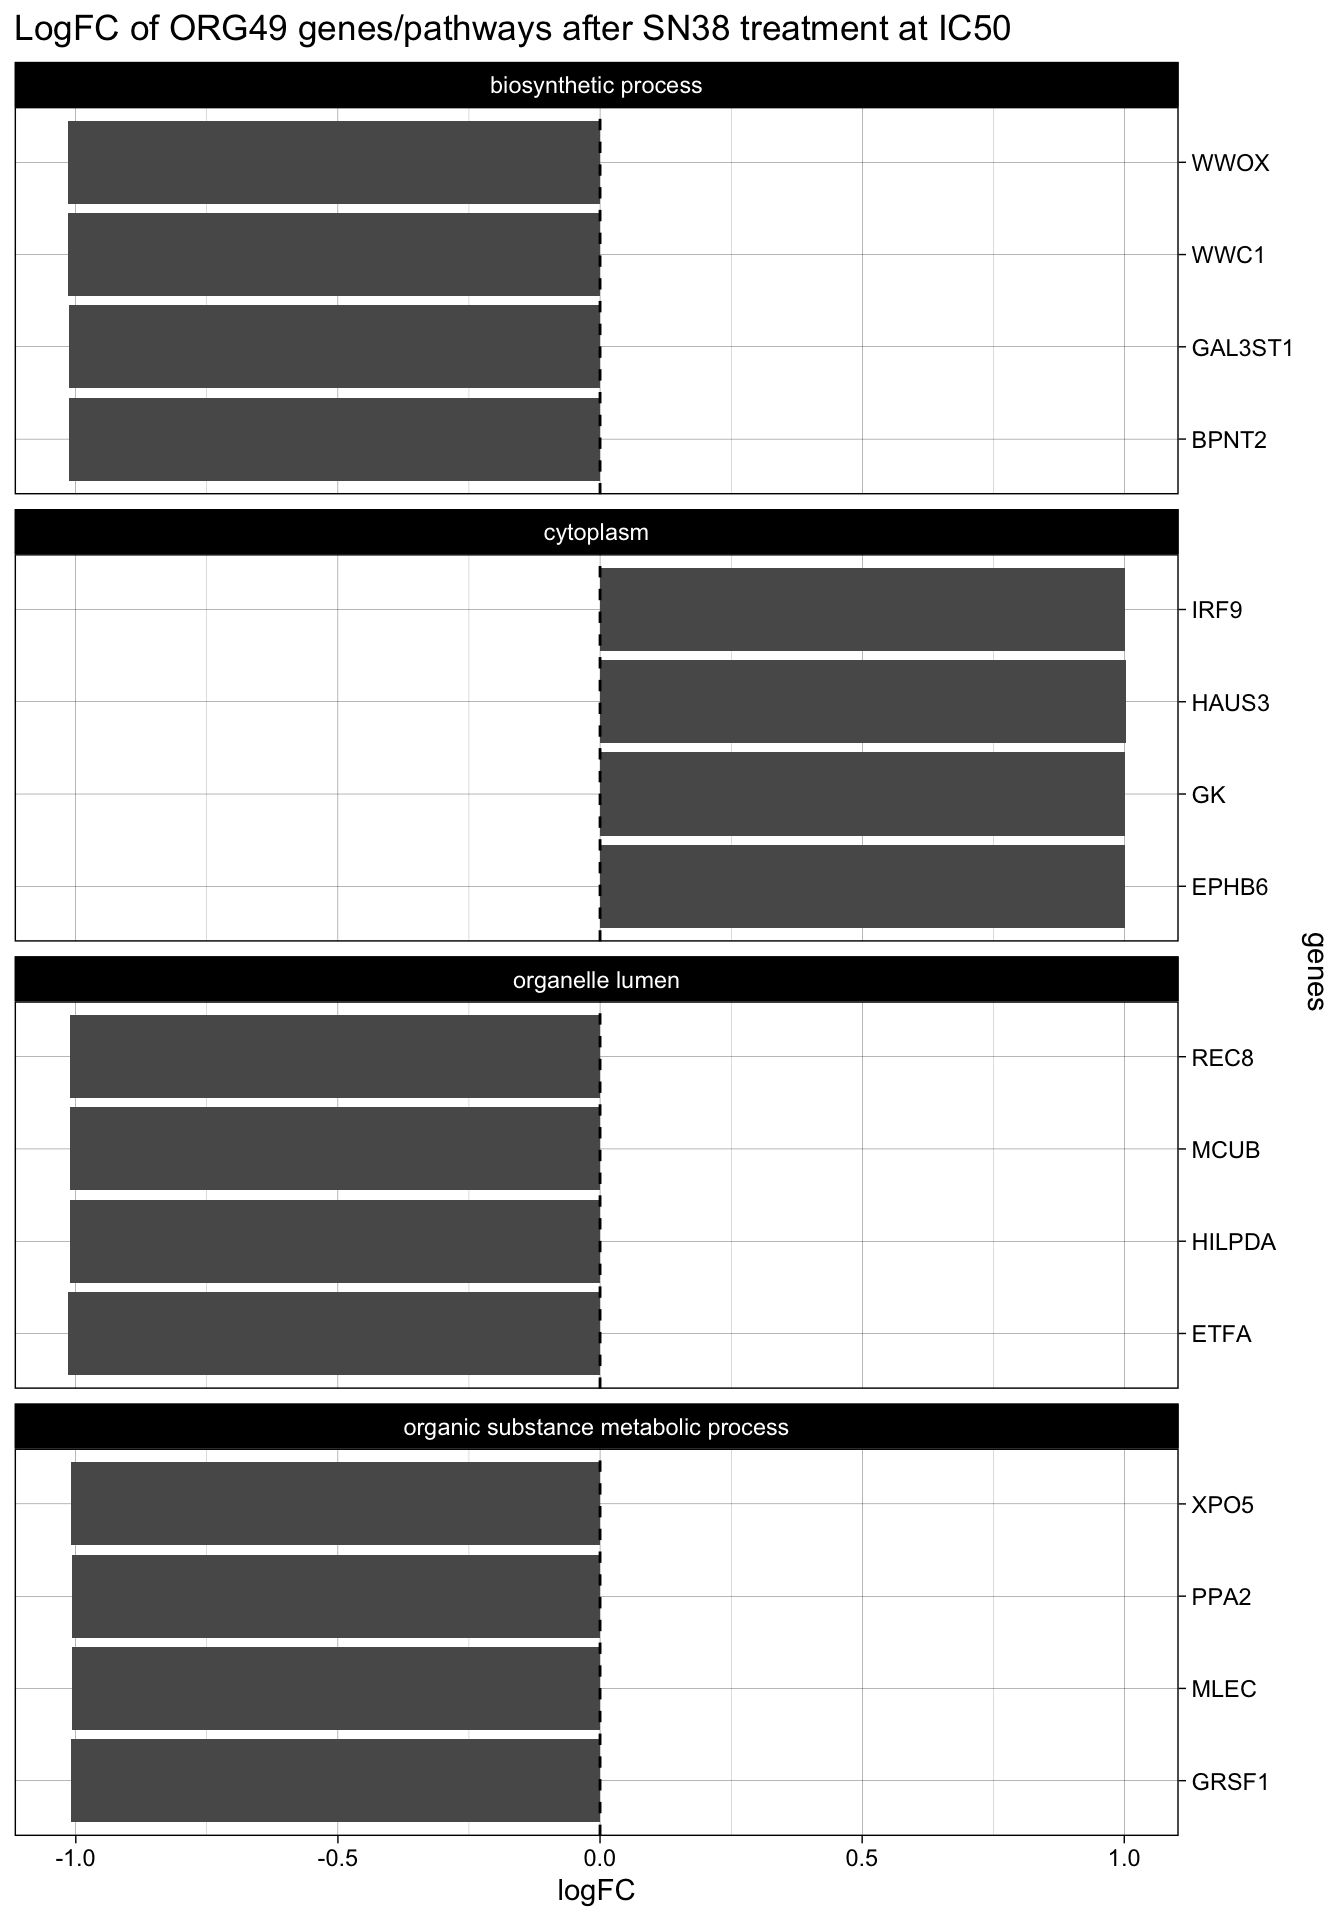 LogFC of ORG49 genes/pathways after SN38 treatment at IC50
biosynthetic process
WWOX
WWC1
GAL3ST1
BPNT2
cytoplasm
IRF9
HAUS3
GK
EPHB6
genes
organelle lumen
REC8
MCUB
HILPDA
ETFA
organic substance metabolic process
XPO5
PPA2
MLEC
GRSF1
-1.0 -0.5 0.0 0.5 1.0
logFC